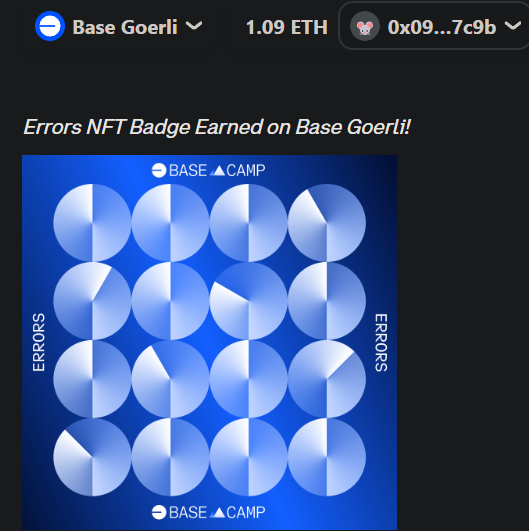 Base Goerli 1.09 ETH 0x09...7c9b
Errors NFT Badge Earned on Base Goerli!
BASE CAMP
ERRORS
ERRORS
BASE CAMP